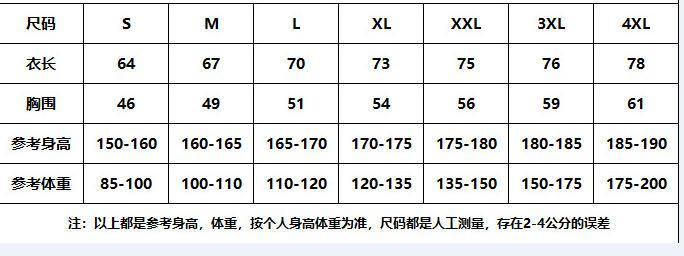 尺码 S M L XL XXL 3XL 4XL
衣长 64 67 70 73 75 76 78
胸围 46 49 51 54 56 59 61
参考身高 150-160 160-165 165-170 170-175 175-180 180-185 185-190
参考体重 85-100 100-110 110-120 120-135 135-150 150-175 175-200
注：以上都是参考身高，体重，按个人身高体重为准，尺码都是人工测量，存在2-4公分的误差